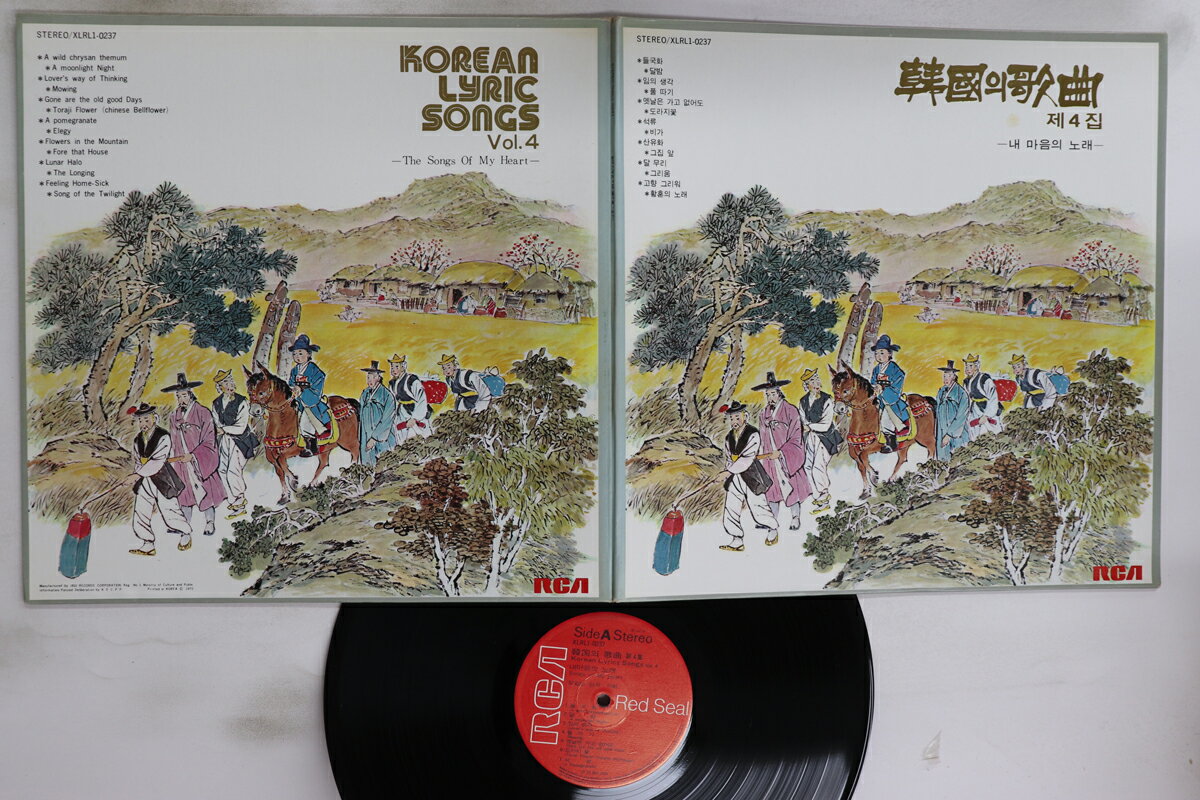 STEREO/XLRL1-0237
KOREAN
LYRIC
SONGS
Vol.4
—The Songs Of My Heart—
*A wild chrysan themum
*A moonlight Night
*Lover's way of Thinking
*Mowing
*Gone are the old good Days
*Toraji Flower (chinese Bellflower)
*A pomegranate
*Elegy
*Flowers in the Mountain
*Fore that House
*Lunar Halo
*The Longing
*Feeling Home-Sick
*Song of the Twilight
RCA
STEREO/XLRL1-0237
韓國의歌曲
제4집
—내 마음의 노래—
*들국화
*달밤
*임의 생각
*풀 따기
*옛날은 가고 없어도
*도라지꽃
*석류
*비가
*산유화
*그집 앞
*달 무리
*그리움
*고향 그리워
*황혼의 노래
RCA
Side A Stereo
XLRL1-0237
Korean Lyrics Songs vol.4
RCA
Red Seal